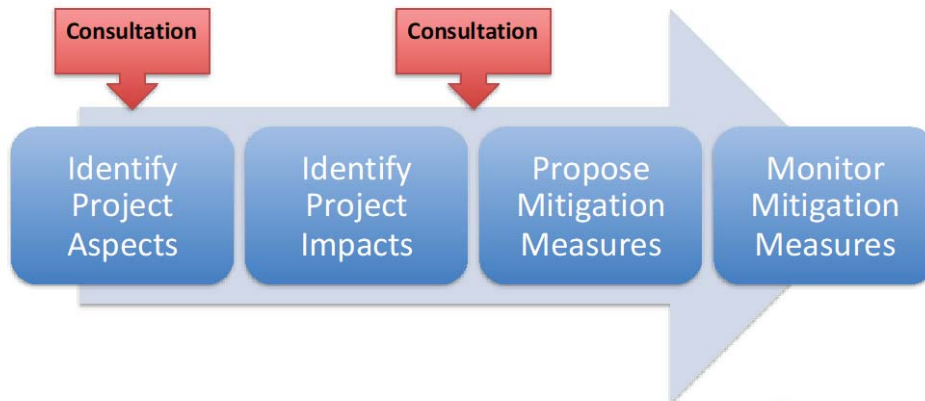 Consultation
Consultation
Identify
Project
Aspects
Identify
Project
Impacts
Propose
Mitigation
Measures
Monitor
Mitigation
Measures